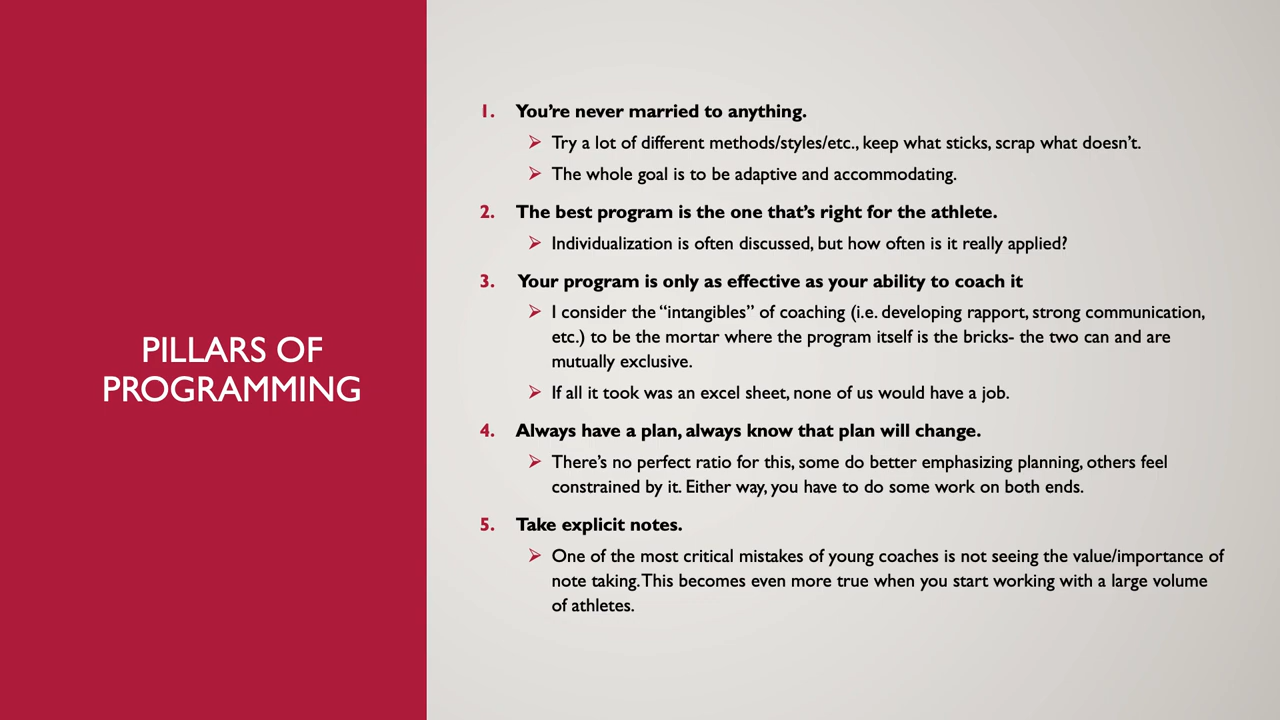 PILLARS OF
PROGRAMMING
1. You're never married to anything.
➢ Try a lot of different methods/styles/etc., keep what sticks, scrap what doesn't.
➢ The whole goal is to be adaptive and accommodating.
2. The best program is the one that's right for the athlete.
➢ Individualization is often discussed, but how often is it really applied?
3. Your program is only as effective as your ability to coach it
➢ I consider the “intangibles” of coaching (i.e. developing rapport, strong communication,
etc.) to be the mortar where the program itself is the bricks- the two can and are
mutually exclusive.
➢ If all it took was an excel sheet, none of us would have a job.
4. Always have a plan, always know that plan will change.
➢ There's no perfect ratio for this, some do better emphasizing planning, others feel
constrained by it. Either way, you have to do some work on both ends.
5. Take explicit notes.
➢ One of the most critical mistakes of young coaches is not seeing the value/importance of
note taking. This becomes even more true when you start working with a large volume
of athletes.